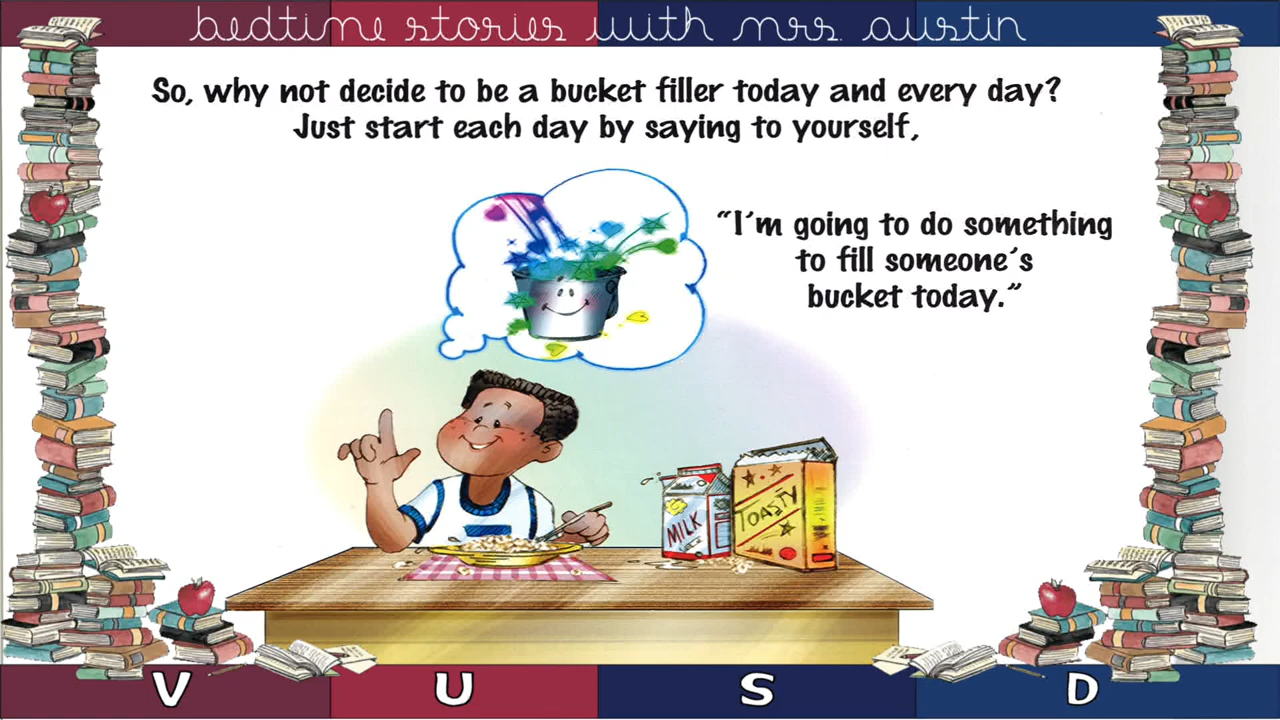 bedtime stories with mrs. austin
So, why not decide to be a bucket filler today and every day?
Just start each day by saying to yourself,
“I’m going to do something
to fill someone’s
bucket today.”
MILK
TOASTY
V U S D